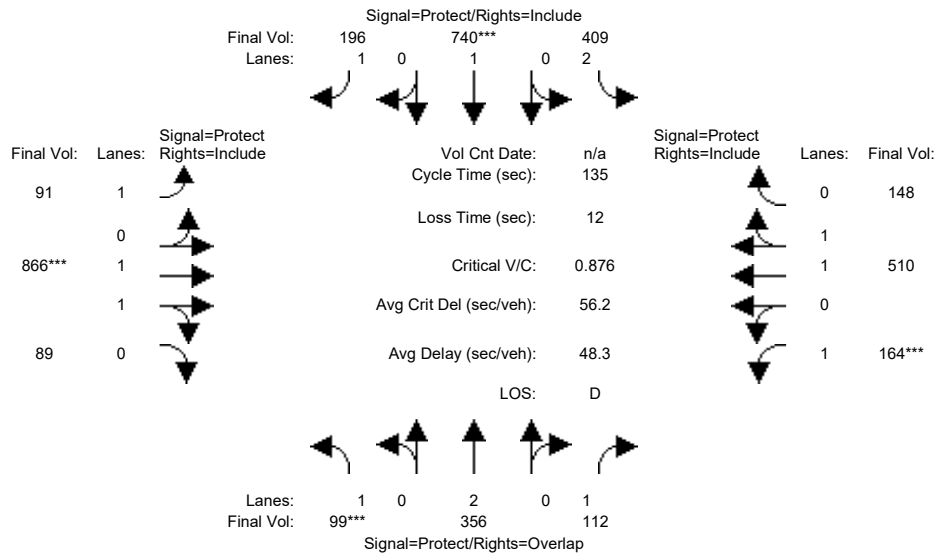 Signal=Protect/Rights=Include
Final Vol: 196 740*** 409
Lanes: 1 0 1 0 2
Signal=Protect
Final Vol: Lanes: Rights=Include
Vol Cnt Date: n/a
Signal=Protect
Rights=Include Lanes: Final Vol:
Cycle Time (sec): 135
91 1
0 148
Loss Time (sec): 12
0
1
866*** 1
Critical V/C: 0.876
1 510
1
Avg Crit Del (sec/veh): 56.2
0
89 0
Avg Delay (sec/veh): 48.3
1 164***
LOS: D
Lanes: 1 0 2 0 1
Final Vol: 99*** 356 112
Signal=Protect/Rights=Overlap